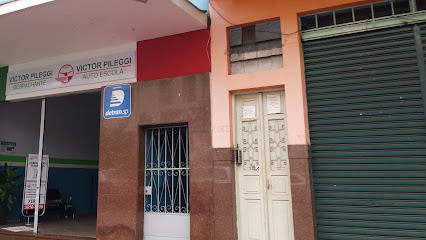 VICTOR PILEGGI
DESPACHANTE
VICTOR PILEGGI
AUTO ESCOLA
detran.sp